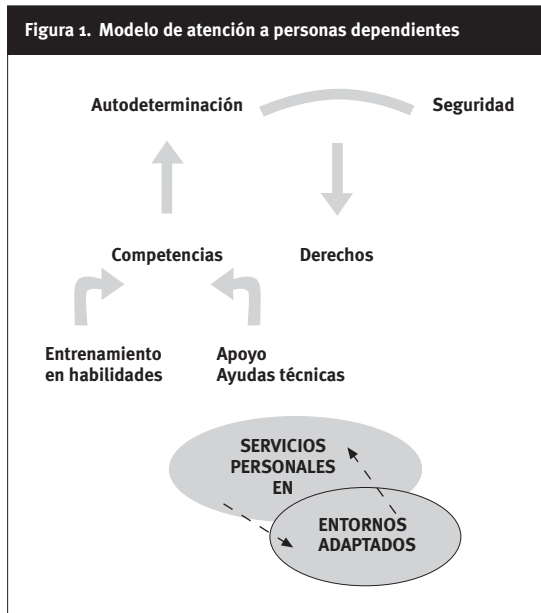 Figura 1. Modelo de atención a personas dependientes
Autodeterminación
Seguridad
Competencias
Derechos
Entrenamiento
en habilidades
Apoyo
Ayudas técnicas
SERVICIOS
PERSONALES
EN
ENTORNOS
ADAPTADOS